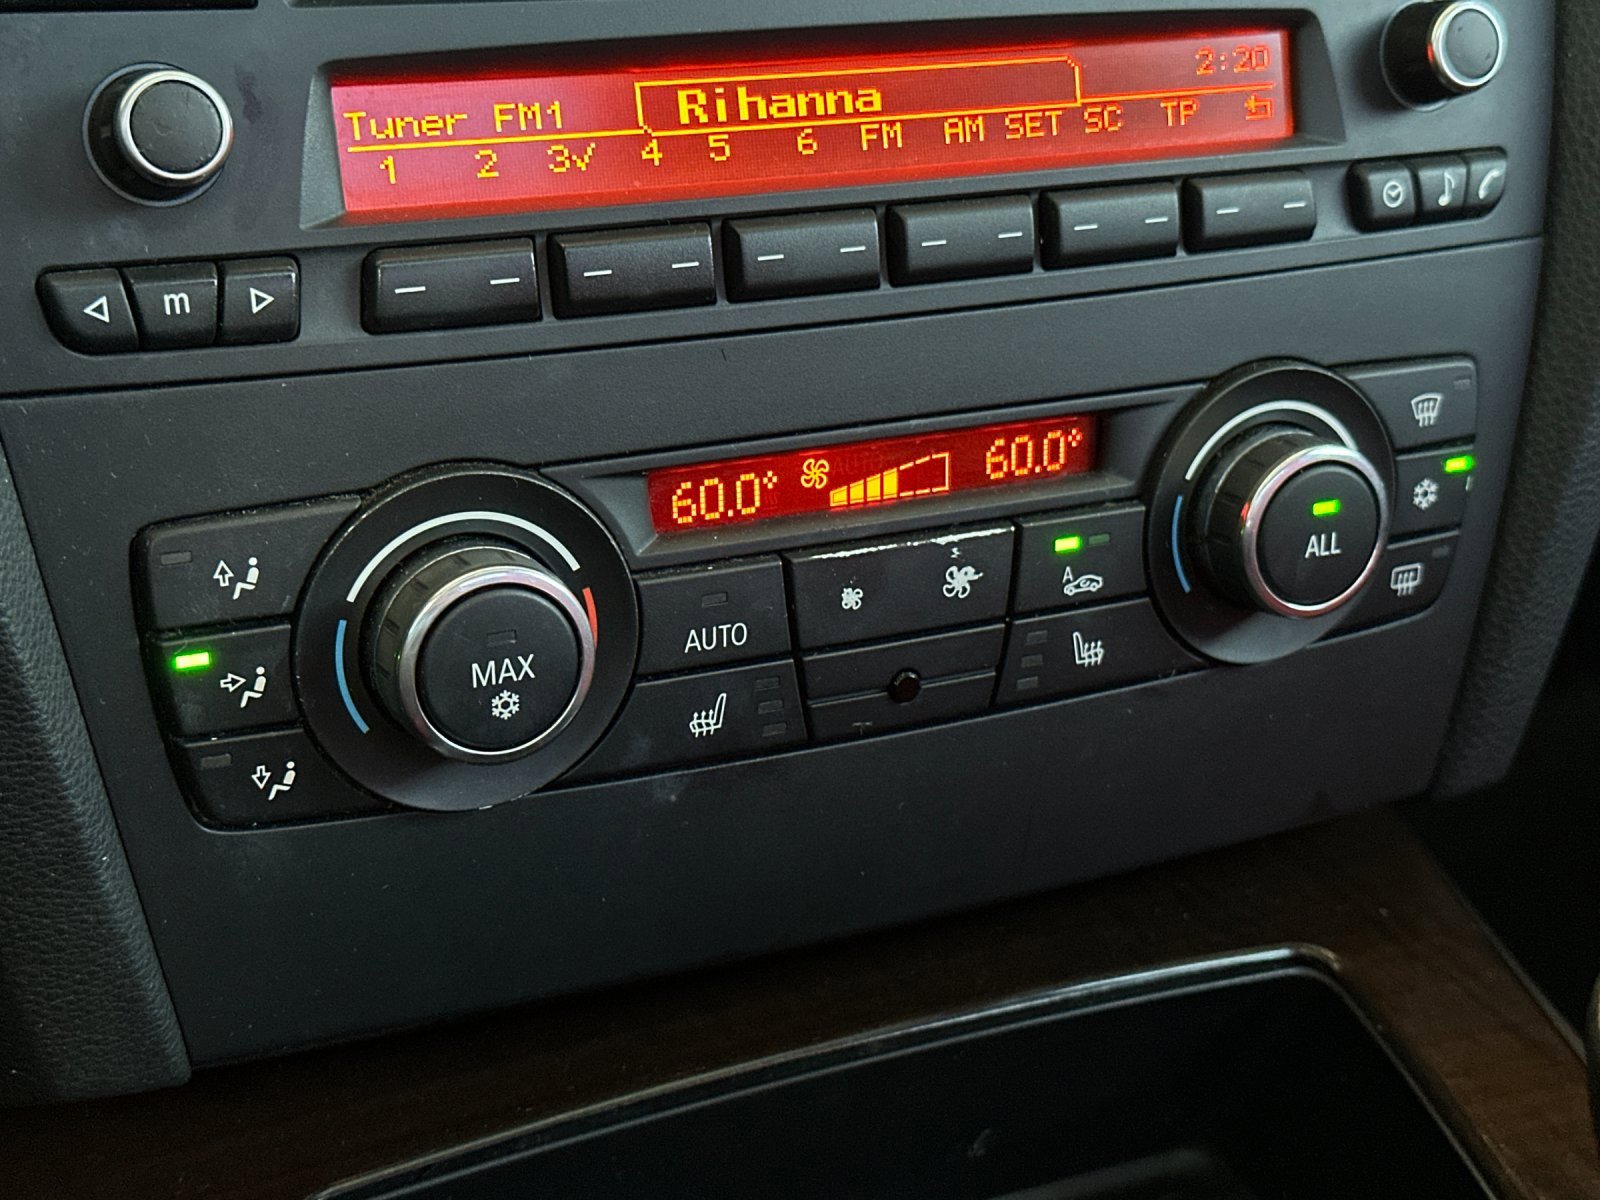 2:20
Tuner FM1 Rihanna
1 2 3✓ 4 5 6 FM AM SET SC TP
m
60.0° 60.0°
A
ALL
AUTO
MAX